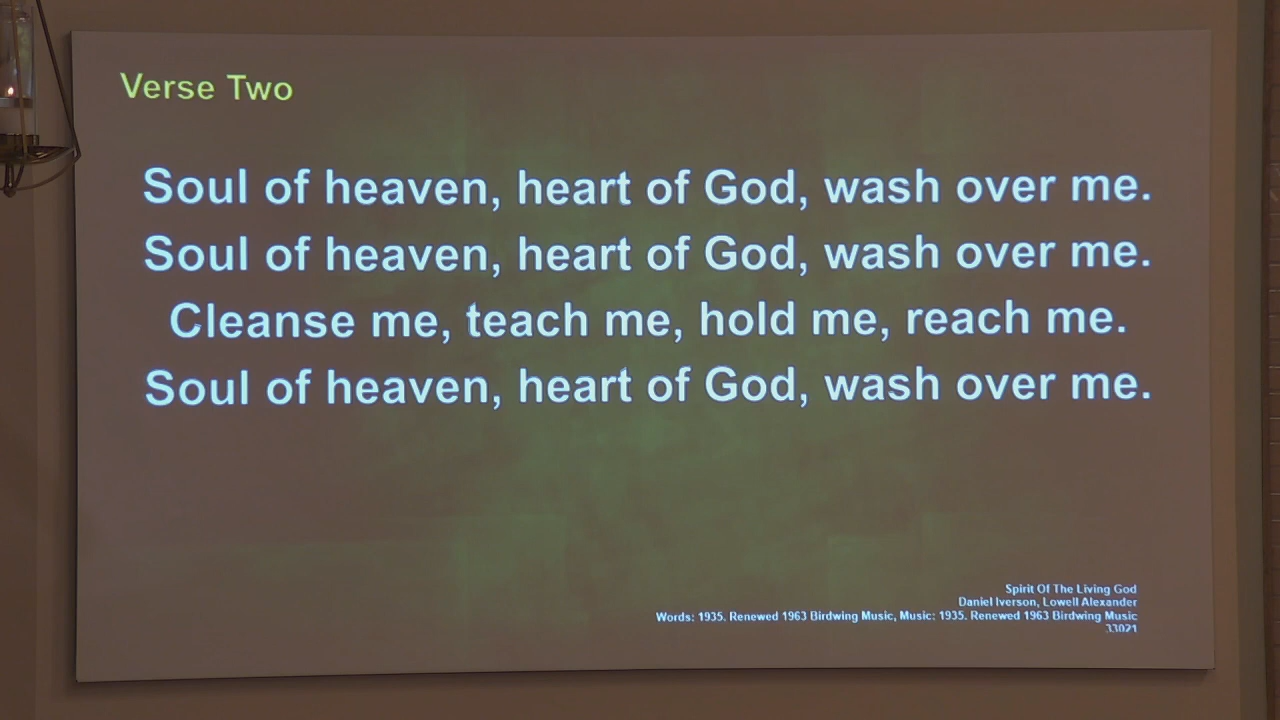 Verse Two
Soul of heaven, heart of God, wash over me.
Soul of heaven, heart of God, wash over me.
Cleanse me, teach me, hold me, reach me.
Soul of heaven, heart of God, wash over me.
Spirit Of The Living God
Daniel Iverson, Lowell Alexander
Words: 1935. Renewed 1963 Birdwing Music, Music: 1935. Renewed 1963 Birdwing Music
23021